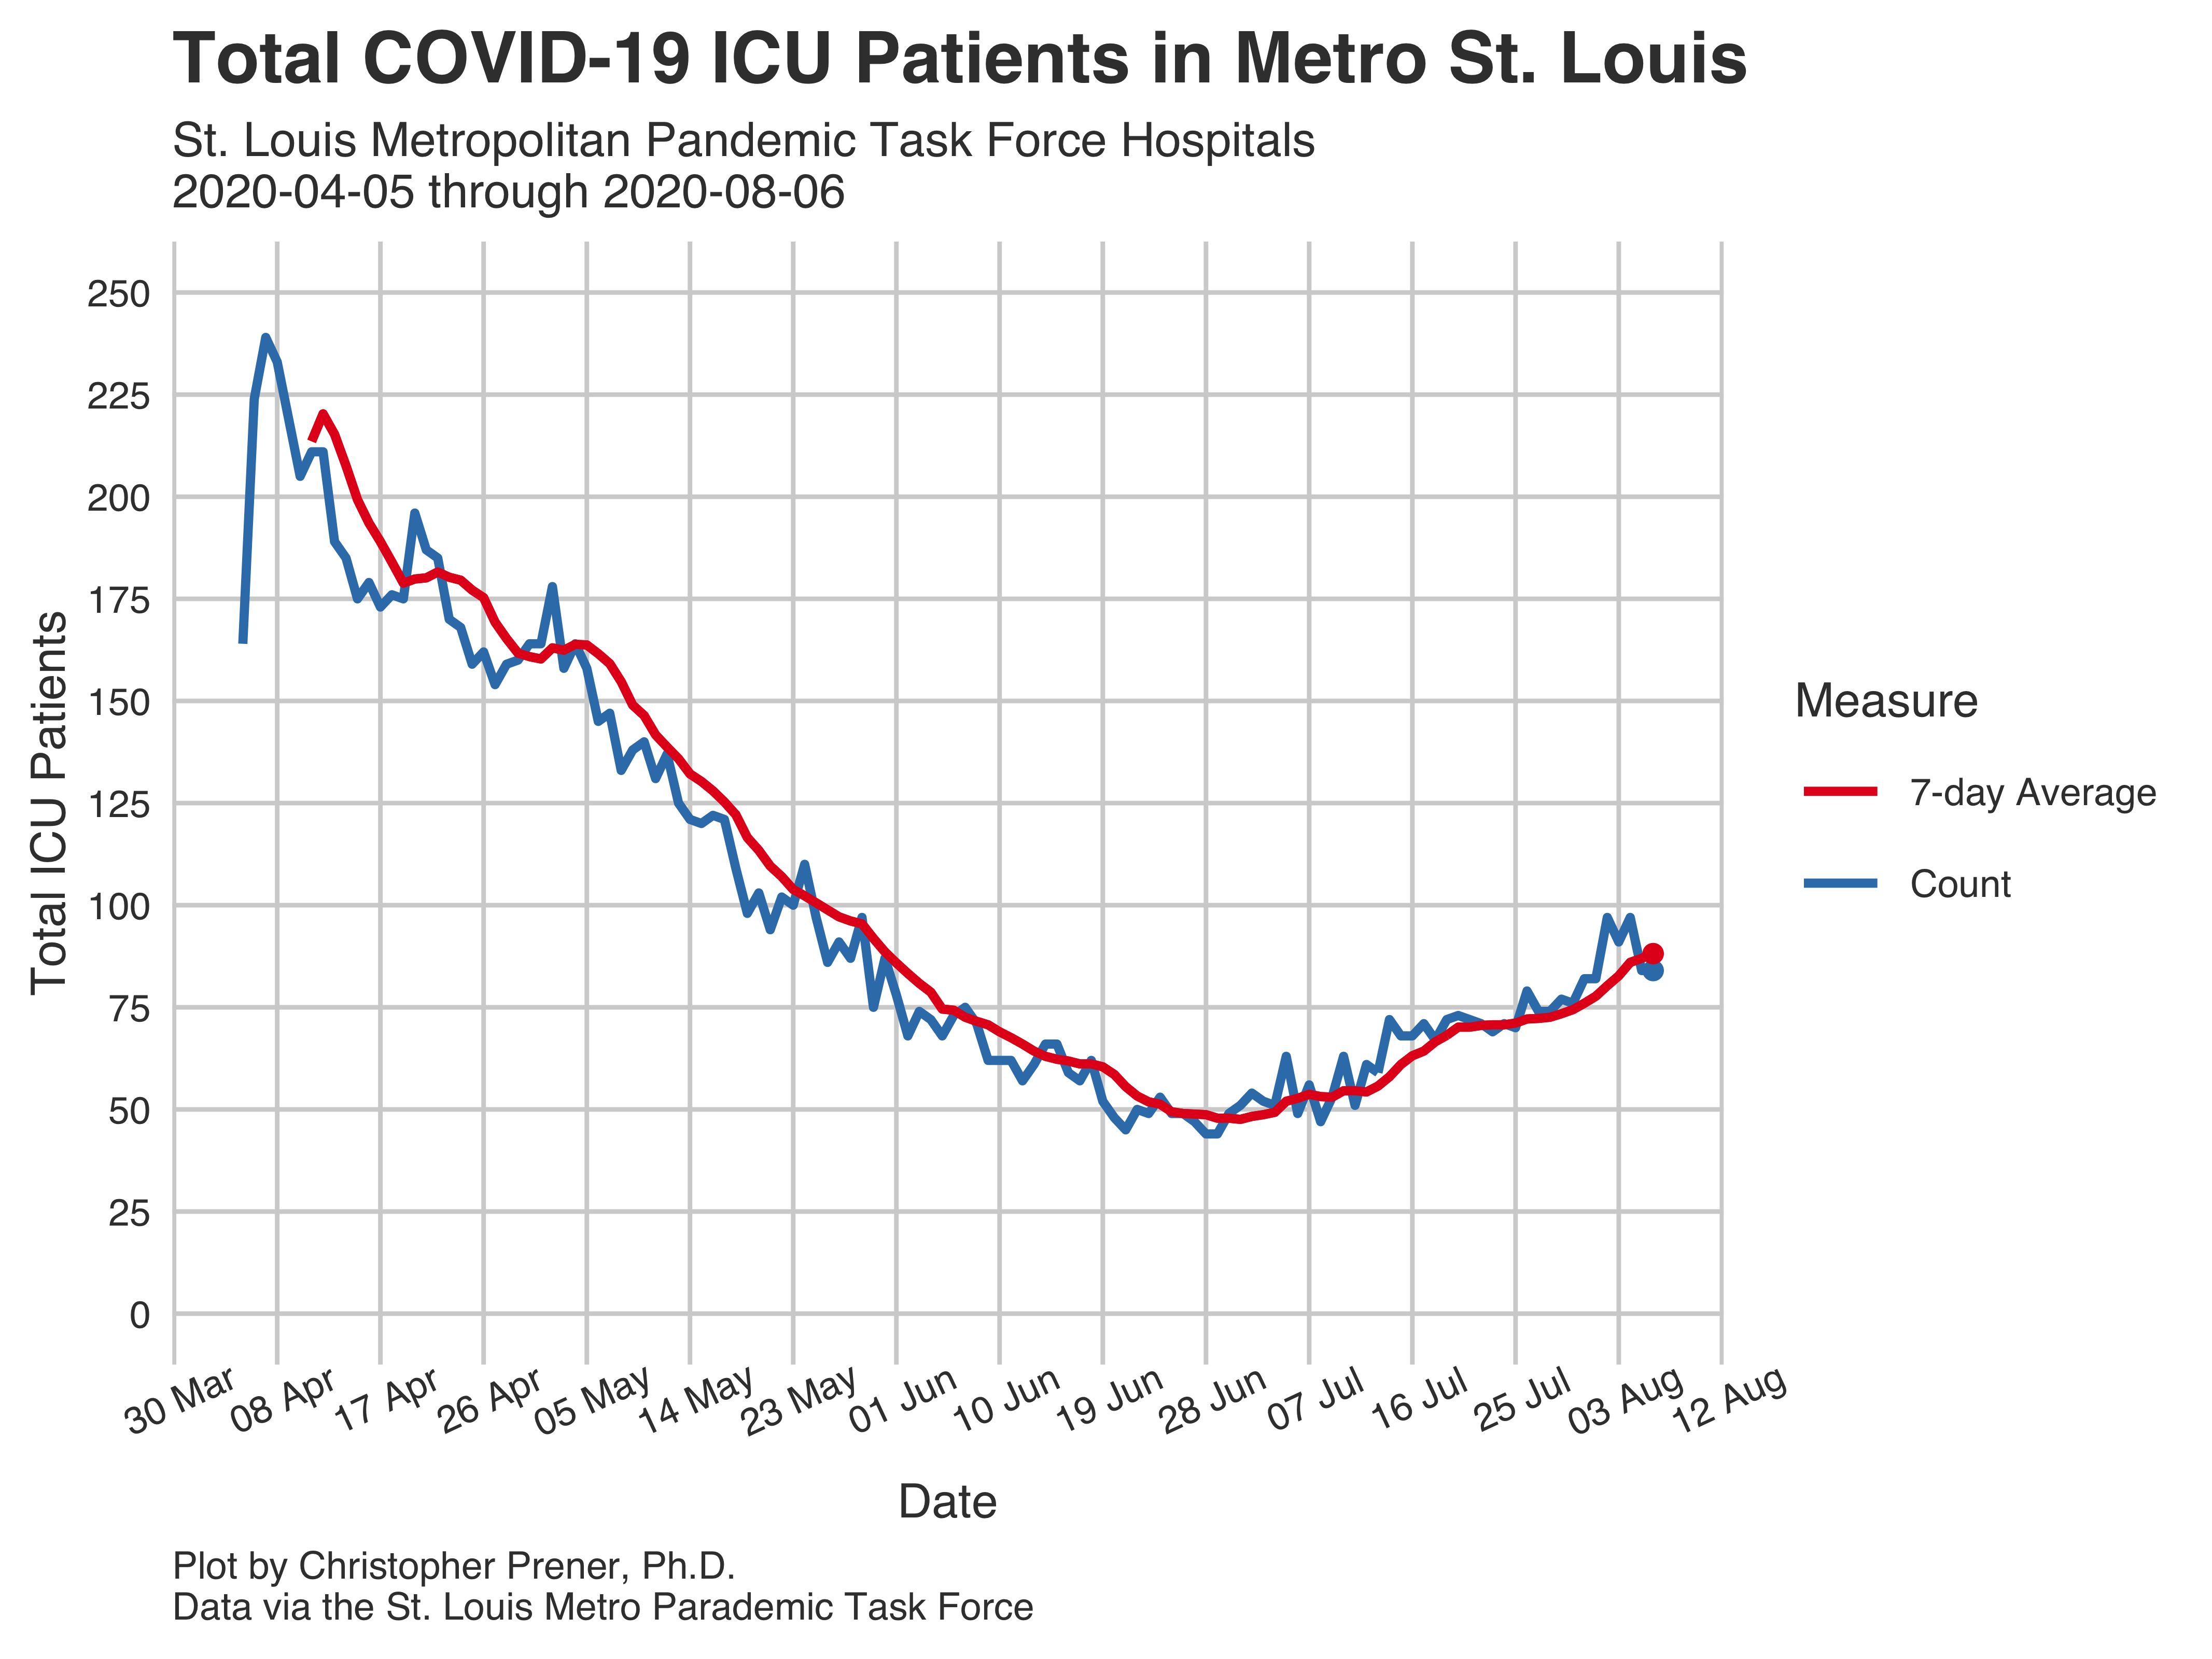 Total COVID-19 ICU Patients in Metro St. Louis
St. Louis Metropolitan Pandemic Task Force Hospitals
2020-04-05 through 2020-08-06
Total ICU Patients
250
225
200
175
150
125
100
75
50
25
0
30 Mar
08 Apr
17 Apr
26 Apr
05 May
14 May
23 May
01 Jun
10 Jun
19 Jun
28 Jun
07 Jul
16 Jul
25 Jul
03 Aug
12 Aug
Date
Measure
7-day Average
Count
Plot by Christopher Prener, Ph.D.
Data via the St. Louis Metro Parademic Task Force